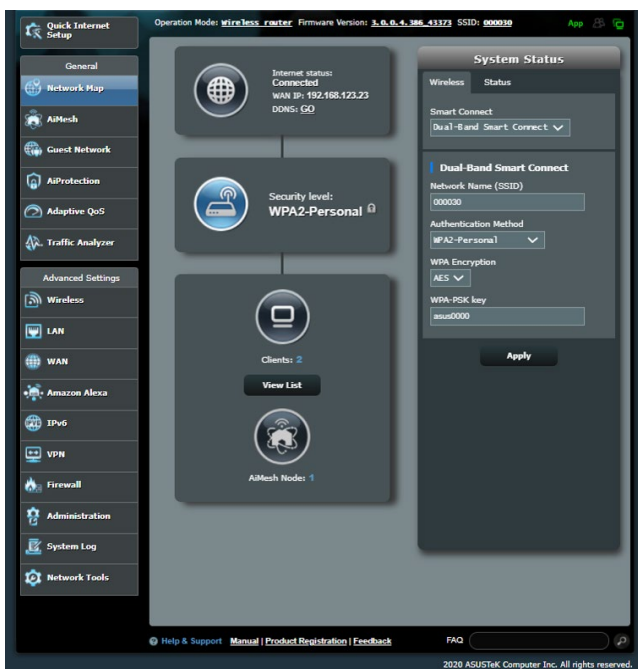 Quick Internet
Setup
Operation Mode: Wireless router Firmware Version: 3.0.0.4.386_43373 SSID: 000030
App
General
Network Map
AiMesh
Guest Network
AiProtection
Adaptive QoS
Traffic Analyzer
Advanced Settings
Wireless
LAN
WAN
Amazon Alexa
IPv6
VPN
Firewall
Administration
System Log
Network Tools
Internet status:
Connected
WAN IP: 192.168.123.23
DDNS: GO
Security level:
WPA2-Personal
Clients: 2
View List
AiMesh Node: 1
System Status
Wireless Status
Smart Connect
Dual-Band Smart Connect
Dual-Band Smart Connect
Network Name (SSID)
000030
Authentication Method
WPA2-Personal
WPA Encryption
AES
WPA-PSK key
asus0000
Apply
Help & Support Manual | Product Registration | Feedback FAQ
2020 ASUSTeK Computer Inc. All rights reserved.